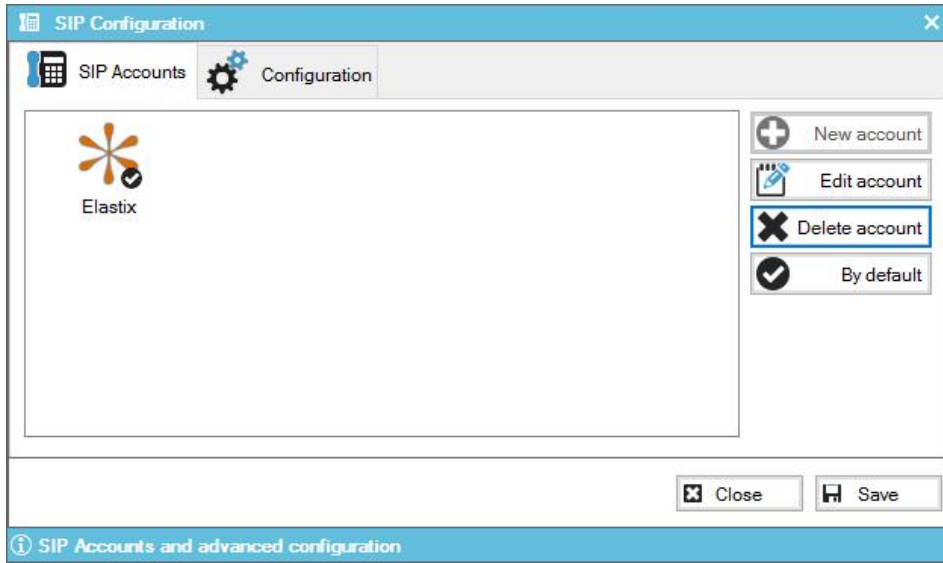 SIP Configuration
SIP Accounts
Configuration
Elastix
New account
Edit account
Delete account
By default
Close
Save
SIP Accounts and advanced configuration